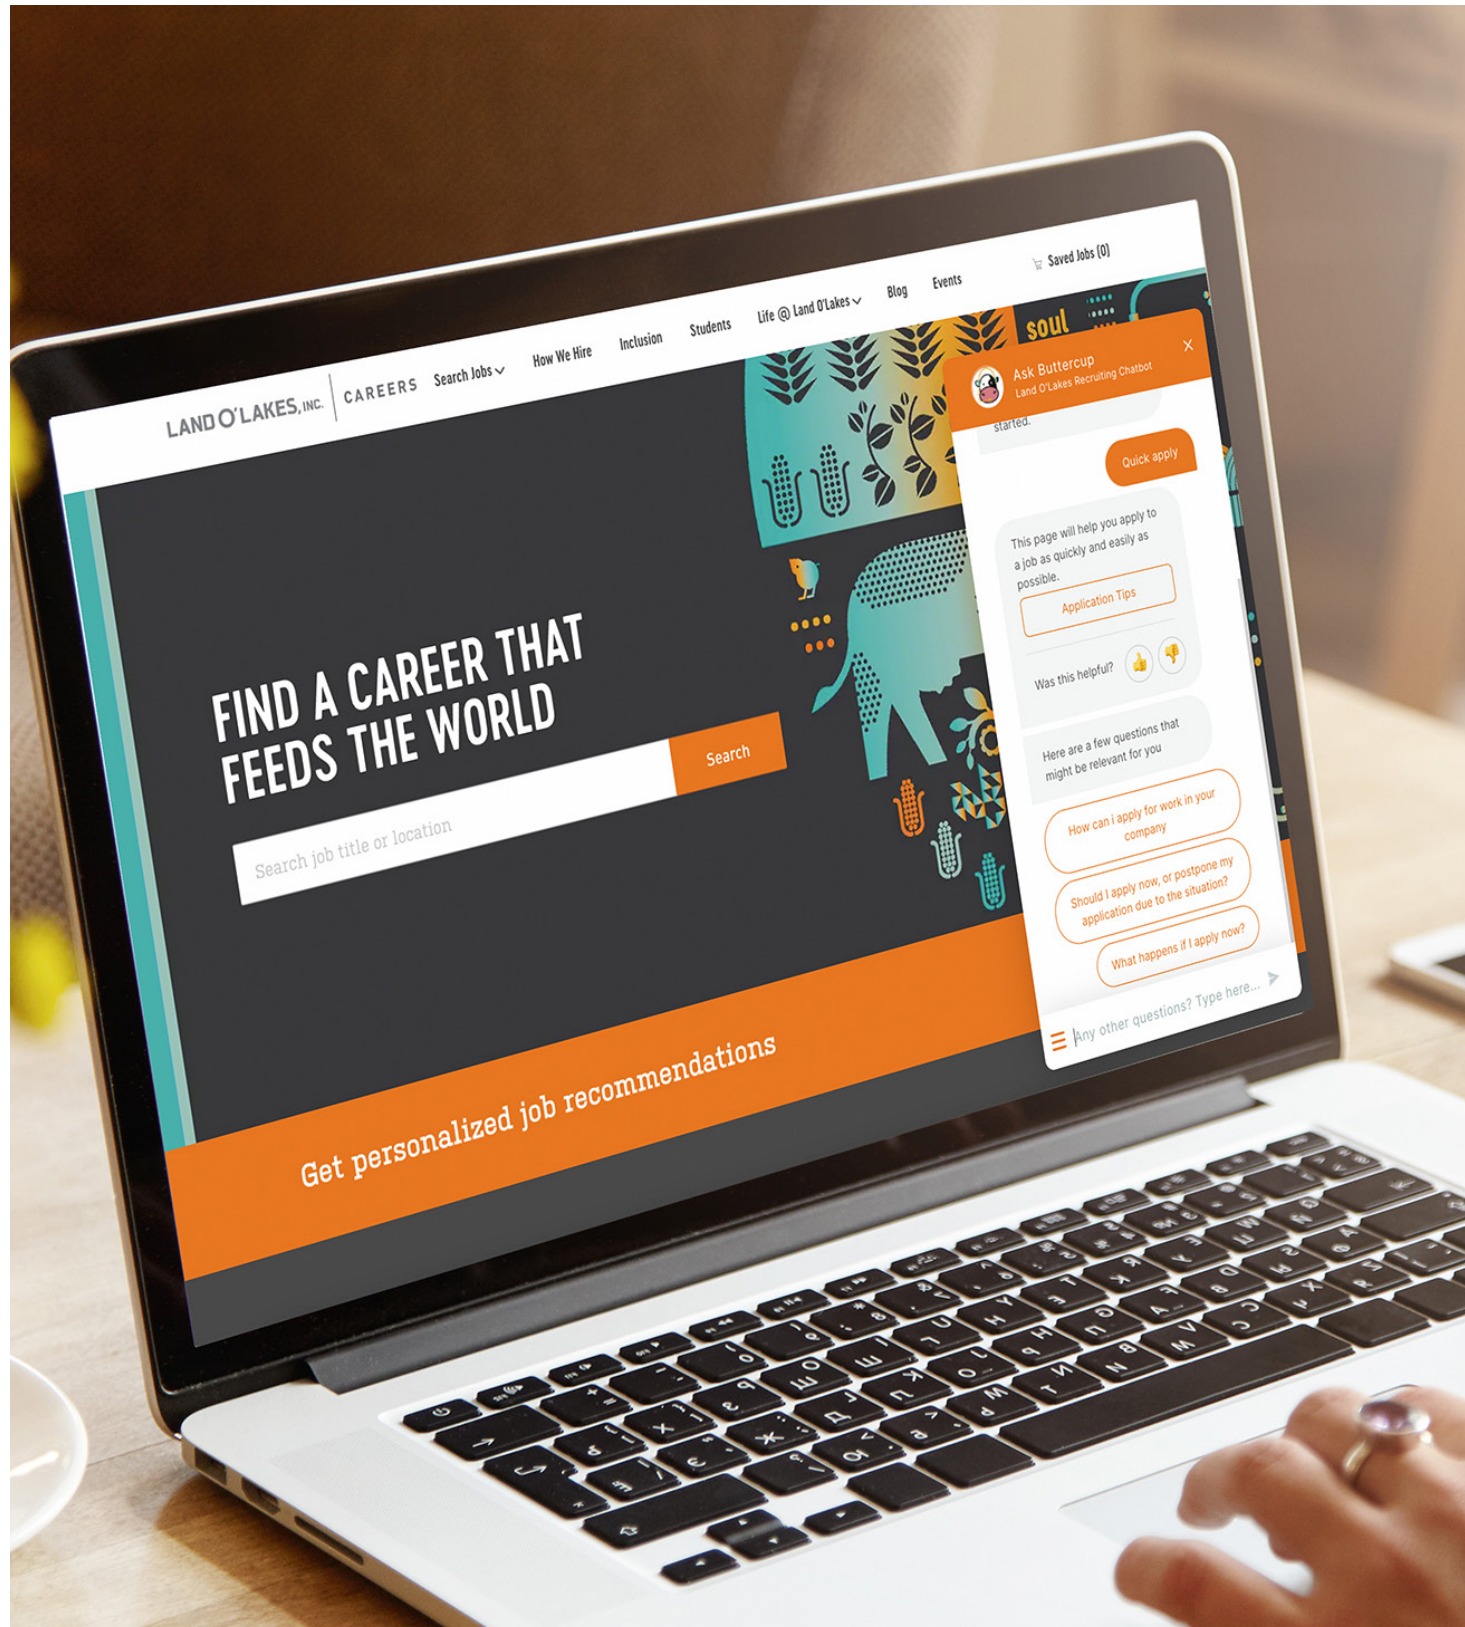 LAND O'LAKES, INC.
CAREERS
Search Jobs
How We Hire
Inclusion
Students
Life @ Land O'Lakes
Blog
Events
Saved Jobs (0)
FIND A CAREER THAT
FEEDS THE WORLD
Search job title or location
Search
Get personalized job recommendations
soul
Ask Buttercup
Land O'Lakes Recruiting Chatbot
X
started.
Quick apply
This page will help you apply to
a job as quickly and easily as
possible.
Application Tips
Was this helpful?
Here are a few questions that
might be relevant for you
How can i apply for work in your
company
Should I apply now, or postpone my
application due to the situation?
What happens if I apply now?
Any other questions? Type here...